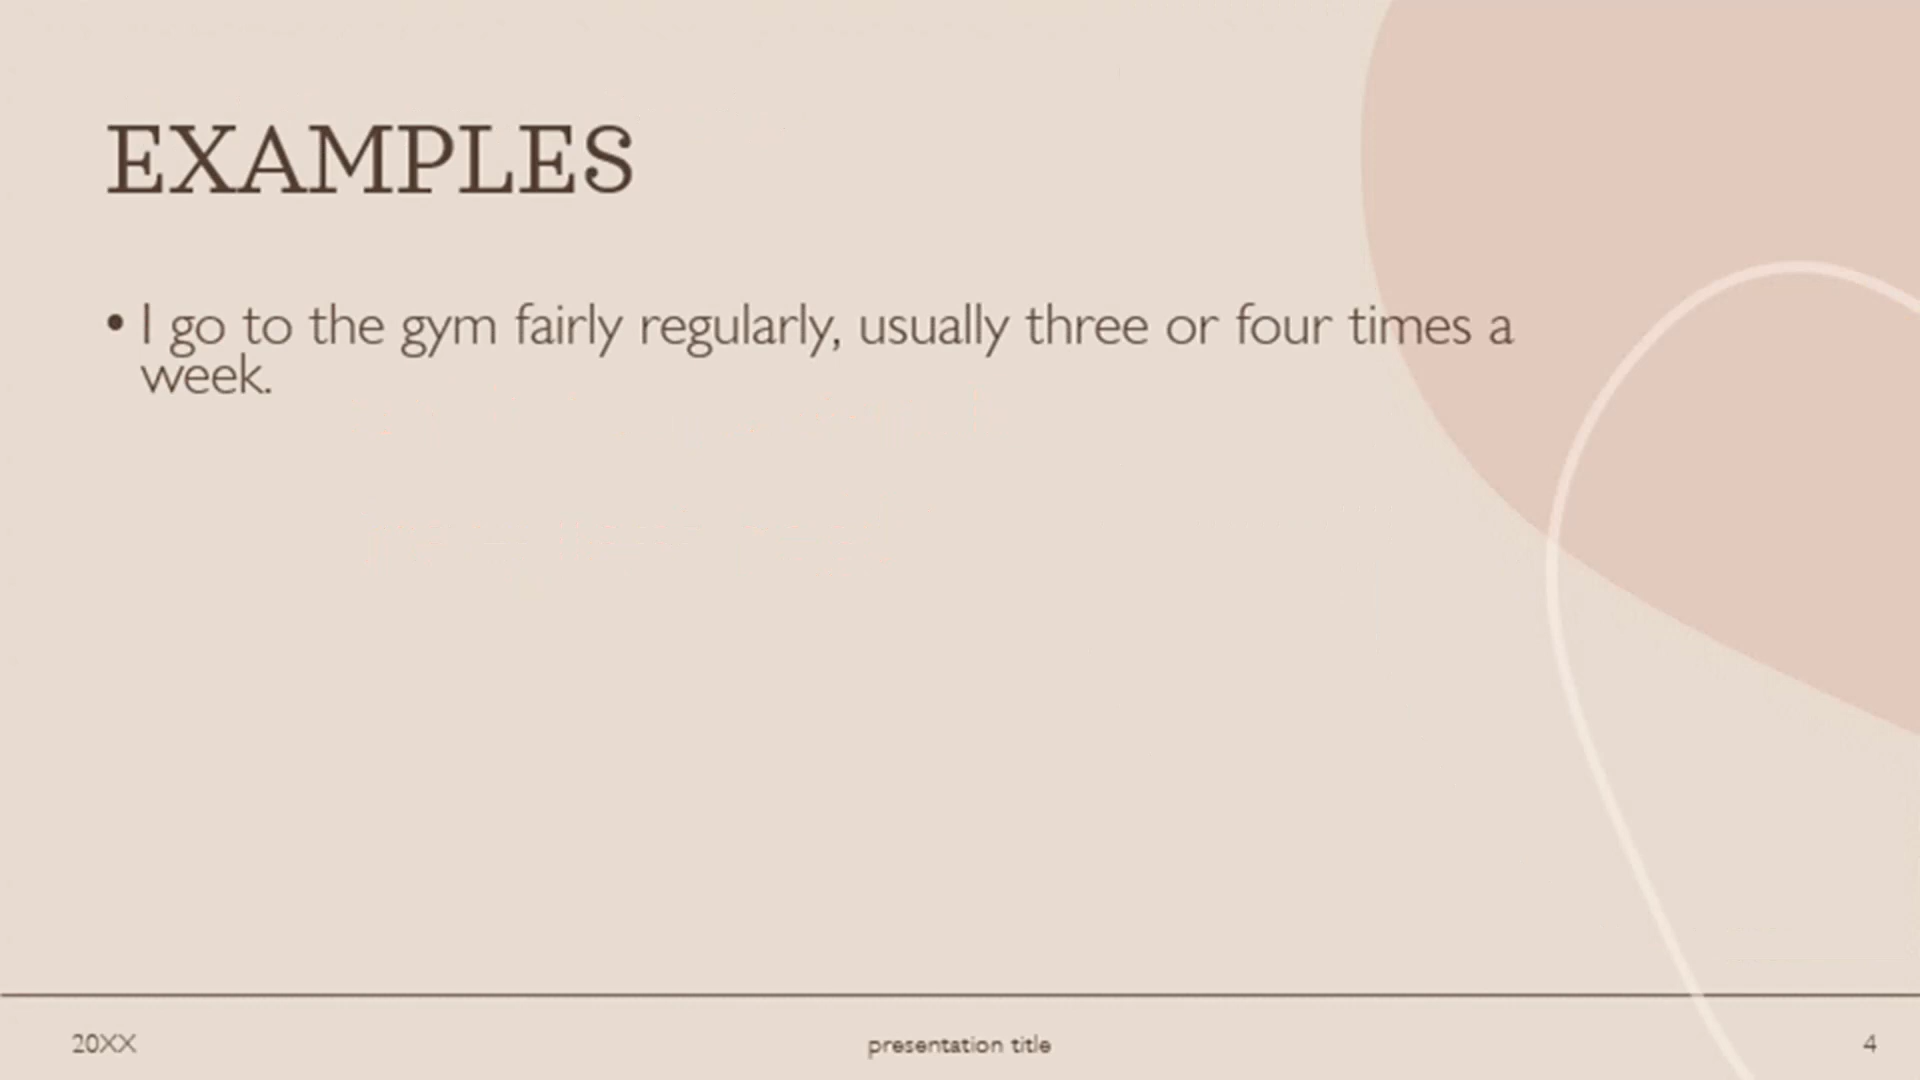 EXAMPLES
• I go to the gym fairly regularly, usually three or four times a
week.
20XX
presentation title
4